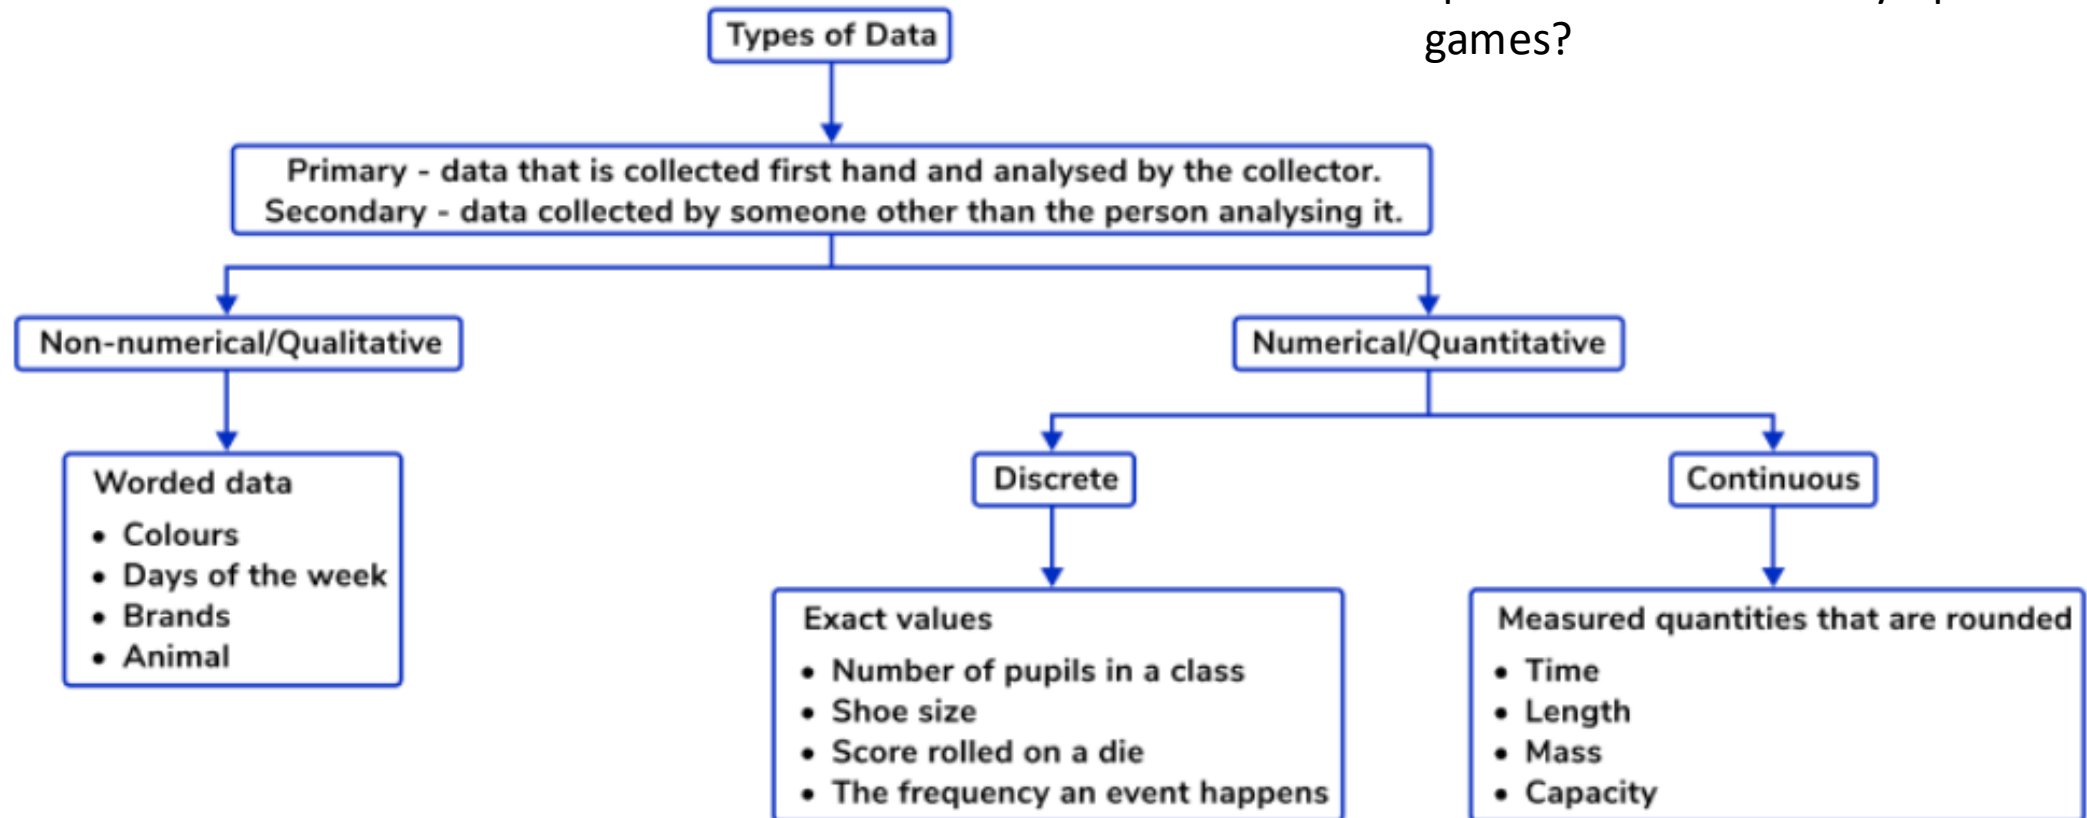 games?
Types of Data
Primary - data that is collected first hand and analysed by the collector.
Secondary - data collected by someone other than the person analysing it.
Non-numerical/Qualitative
Numerical/Quantitative
Worded data
• Colours
• Days of the week
• Brands
• Animal
Discrete
Continuous
Exact values
• Number of pupils in a class
• Shoe size
• Score rolled on a die
• The frequency an event happens
Measured quantities that are rounded
• Time
• Length
• Mass
• Capacity